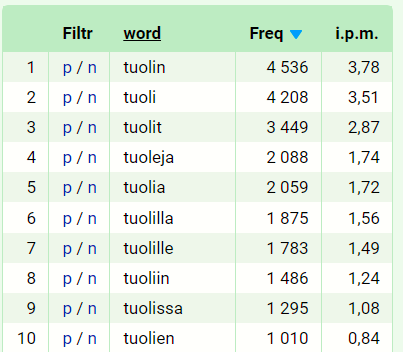 Filtr word Freq i.p.m.
1 p / n tuolin 4 536 3,78
2 p / n tuoli 4 208 3,51
3 p / n tuolit 3 449 2,87
4 p / n tuoleja 2 088 1,74
5 p / n tuolia 2 059 1,72
6 p / n tuolilla 1 875 1,56
7 p / n tuolille 1 783 1,49
8 p / n tuoliin 1 486 1,24
9 p / n tuolissa 1 295 1,08
10 p / n tuolien 1 010 0,84